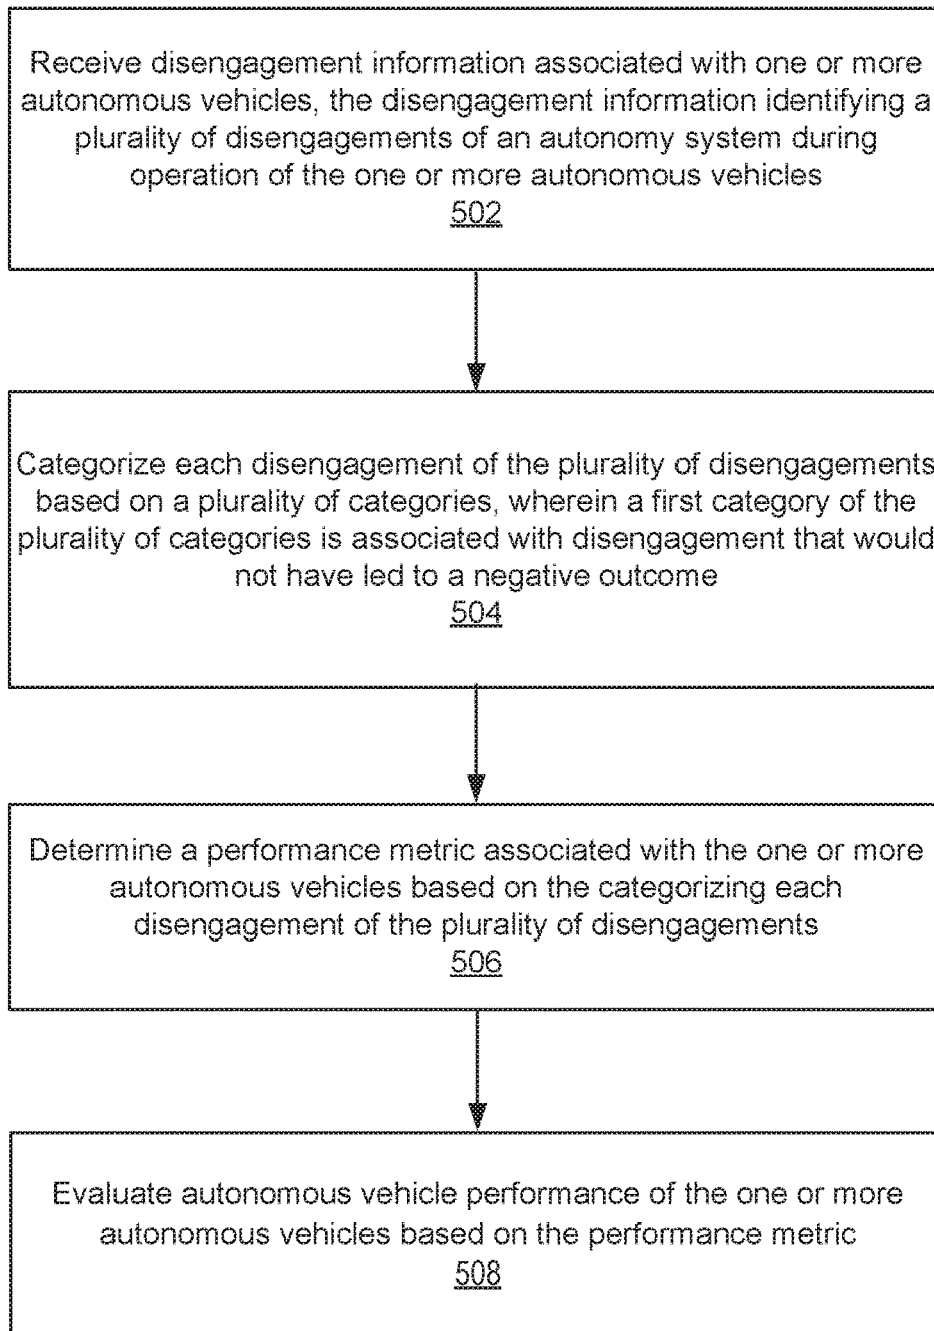 Receive disengagement information associated with one or more
autonomous vehicles, the disengagement information identifying a
plurality of disengagements of an autonomy system during
operation of the one or more autonomous vehicles
502
Categorize each disengagement of the plurality of disengagements
based on a plurality of categories, wherein a first category of the
plurality of categories is associated with disengagement that would
not have led to a negative outcome
504
Determine a performance metric associated with the one or more
autonomous vehicles based on the categorizing each
disengagement of the plurality of disengagements
506
Evaluate autonomous vehicle performance of the one or more
autonomous vehicles based on the performance metric
508